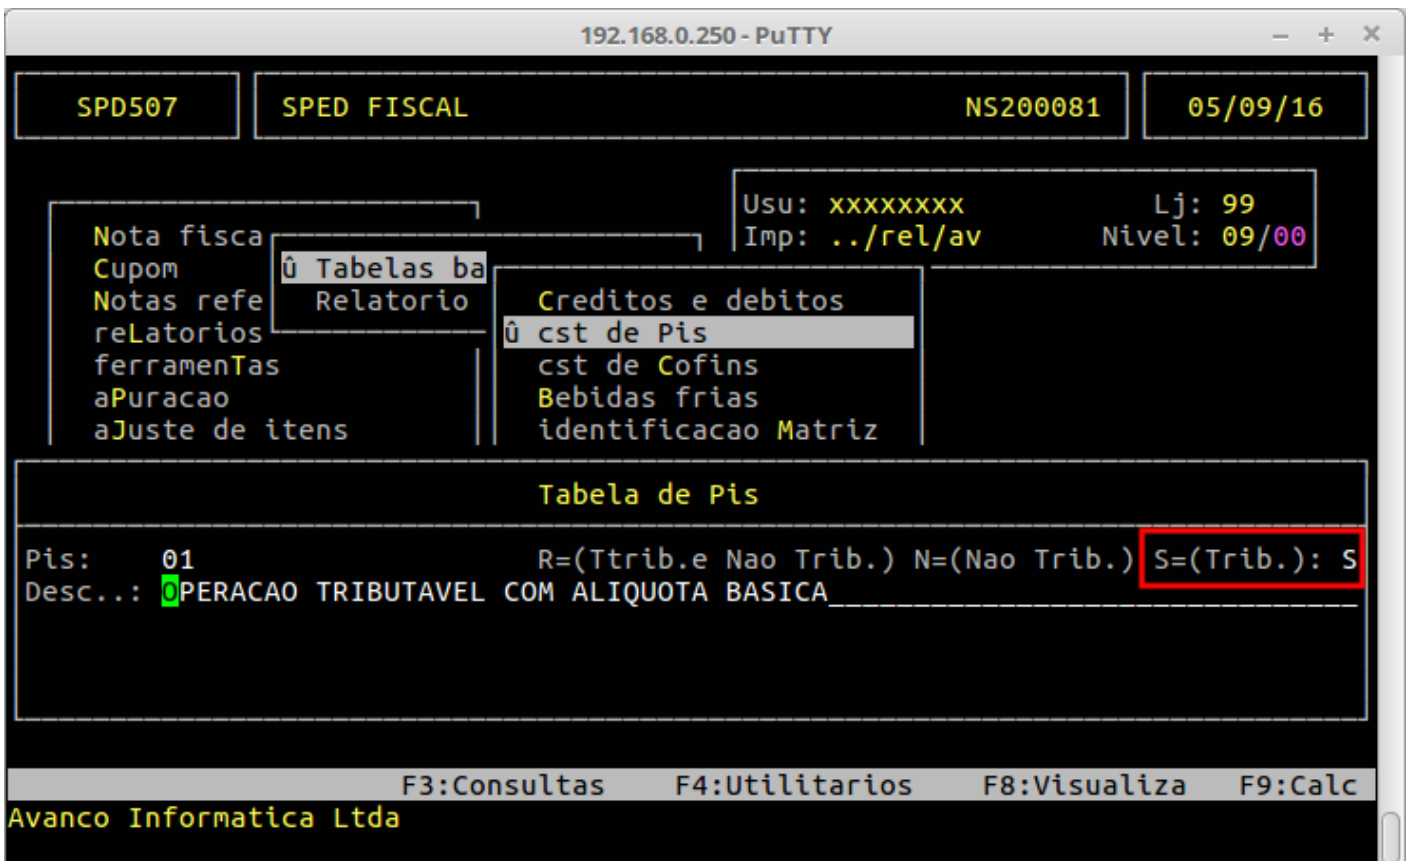 192.168.0.250 - PuTTY
SPD507 SPED FISCAL NS200081 05/09/16
Usu: xxxxxxxx Lj: 99
Nota fisca Imp: ../rel/av Nivel: 09/00
Cupom û Tabelas ba
Notas refe Relatorio Creditos e debitos
reLatorios û cst de Pis
ferramenTas cst de Cofins
aPuracao Bebidas frias
aJuste de itens identificacao Matriz
Tabela de Pis
Pis: 01 R=(Ttrib.e Nao Trib.) N=(Nao Trib.) S=(Trib.): S
Desc..: OPERACAO TRIBUTAVEL COM ALIQUOTA BASICA_______________________________
F3:Consultas F4:Utilitarios F8:Visualiza F9:Calc
Avanco Informatica Ltda